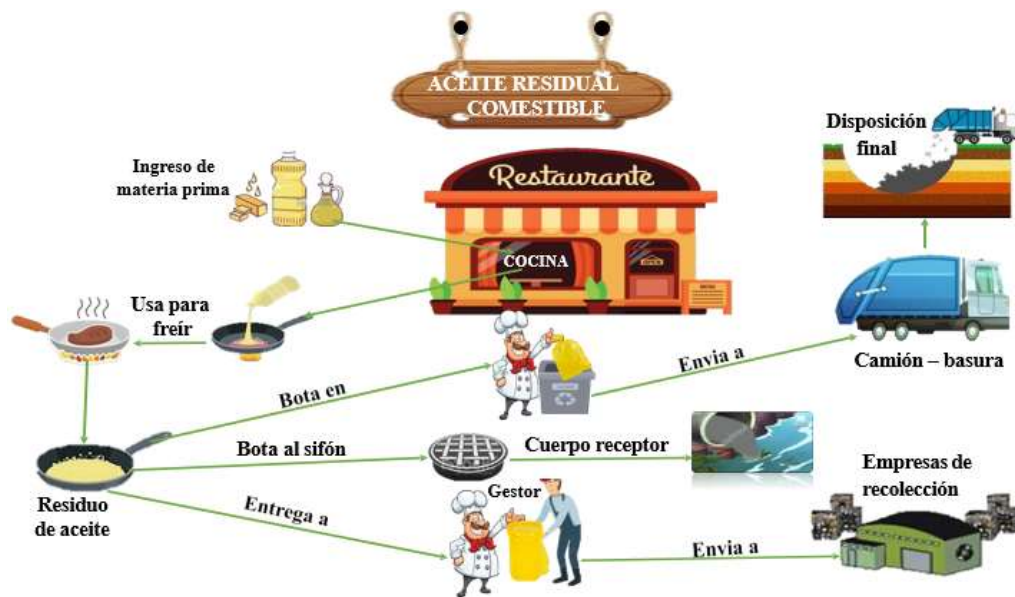 ACEITE RESIDUAL
COMESTIBLE
Disposición
final
Ingreso de
materia prima
Restaurante
COCINA
OPEN
Usa para
freír
Bota en
Envia a
Camión – basura
Bota al sifón
Cuerpo receptor
Residuo
de aceite
Entrega a
Gestor
Envia a
Empresas de
recolección